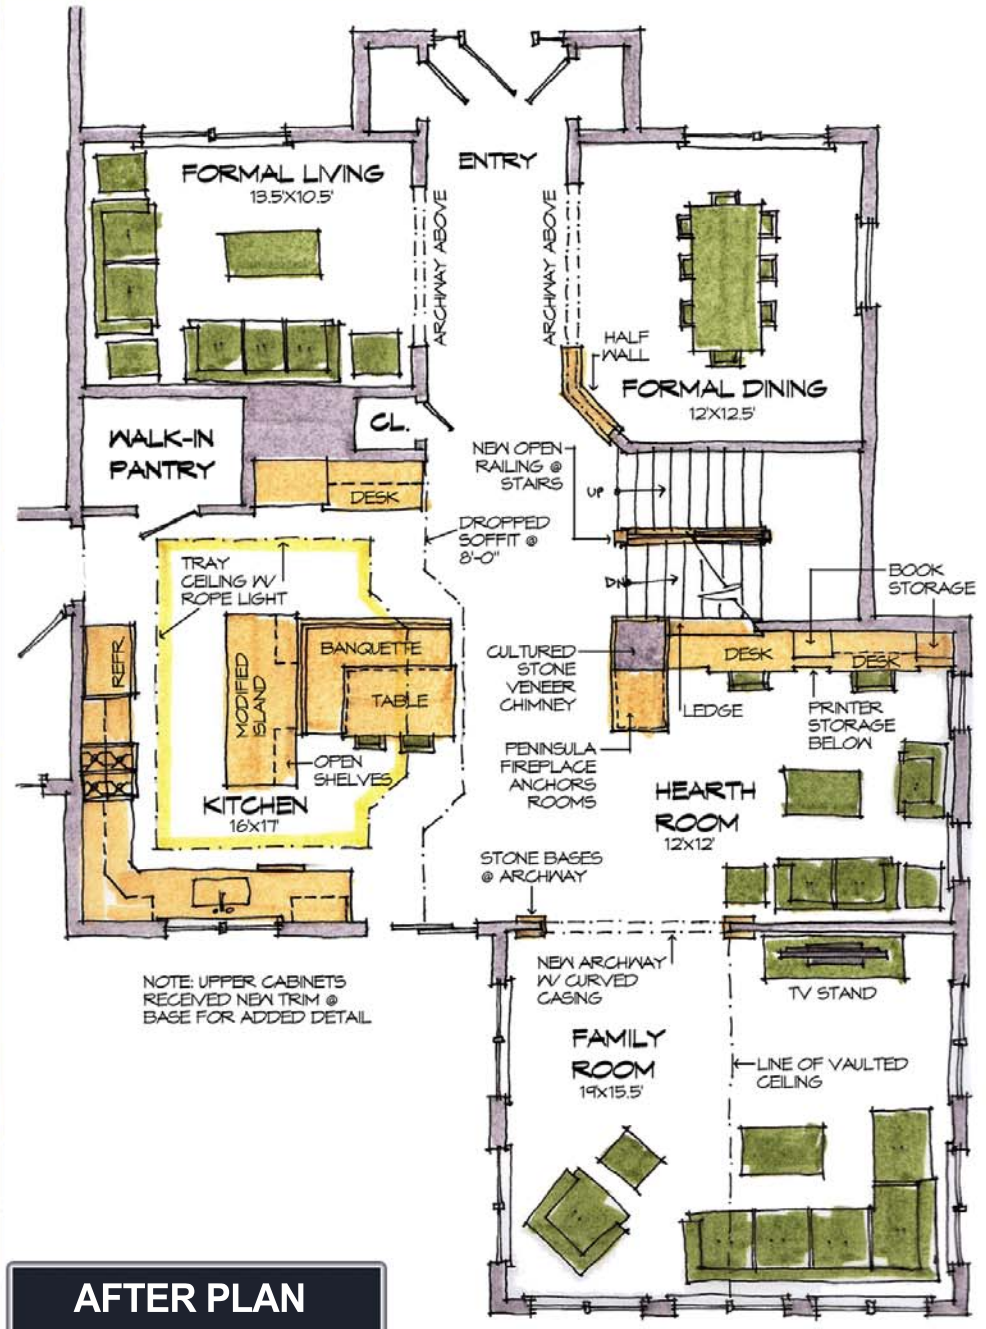 ENTRY
FORMAL LIVING
13.5'X10.5'
ARCHWAY ABOVE
ARCHWAY ABOVE
HALF
WALL
FORMAL DINING
12'X12.5'
CL.
WALK-IN
PANTRY
NEW OPEN
RAILING @
STAIRS
UP
DESK
DROPPED
SOFFIT @
8'-0"
TRAY
CEILING W/
ROPE LIGHT
DN
BOOK
STORAGE
REFR.
MODIFED
ISLAND
BANQUETTE
TABLE
OPEN
SHELVES
CULTURED
STONE
VENEER
CHIMNEY
DESK
DESK
LEDGE
PRINTER
STORAGE
BELOW
PENINSULA
FIREPLACE
ANCHORS
ROOMS
KITCHEN
16'X17'
HEARTH
ROOM
12'X12'
STONE BASES
@ ARCHWAY
NEW ARCHWAY
W/ CURVED
CASING
TV STAND
NOTE: UPPER CABINETS
RECEIVED NEW TRIM @
BASE FOR ADDED DETAIL
FAMILY
ROOM
19'X15.5'
LINE OF VAULTED
CEILING
AFTER PLAN